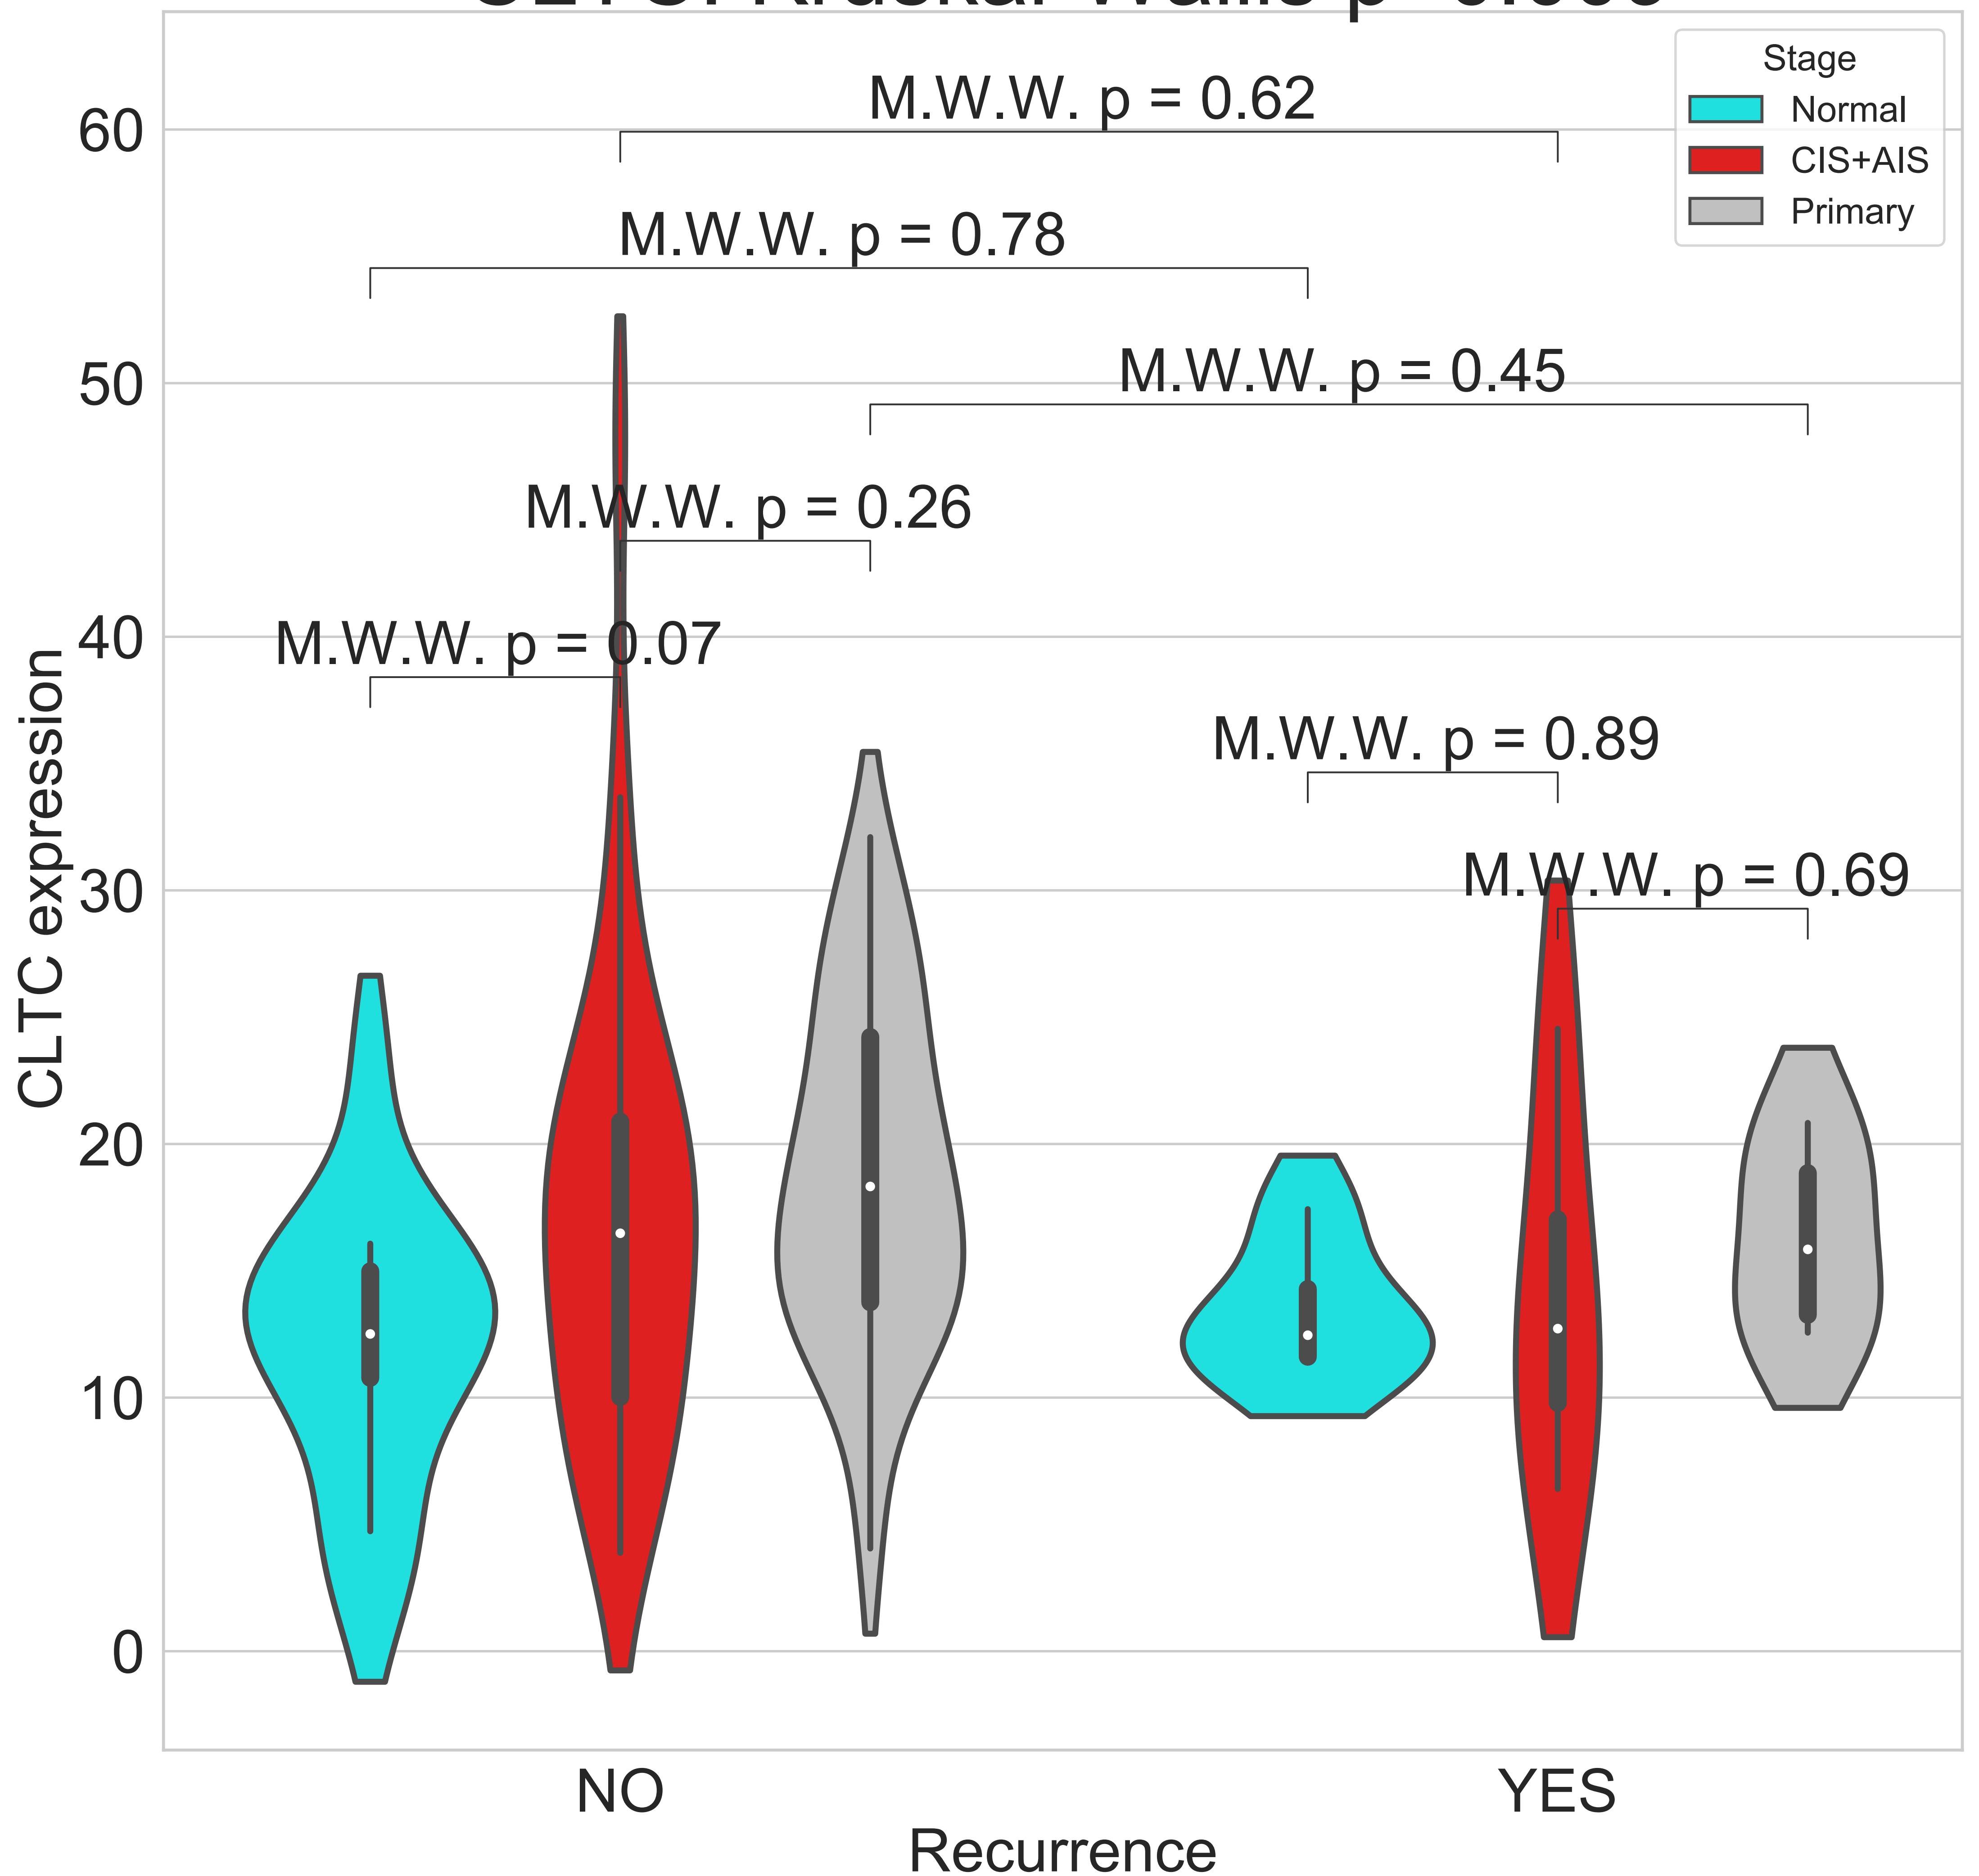 Stage
Normal
CIS+AIS
Primary
M.W.W. p = 0.62
M.W.W. p = 0.78
M.W.W. p = 0.45
M.W.W. p = 0.26
M.W.W. p = 0.07
M.W.W. p = 0.89
M.W.W. p = 0.69
60
50
40
30
20
10
0
CLTC expression
NO
YES
Recurrence